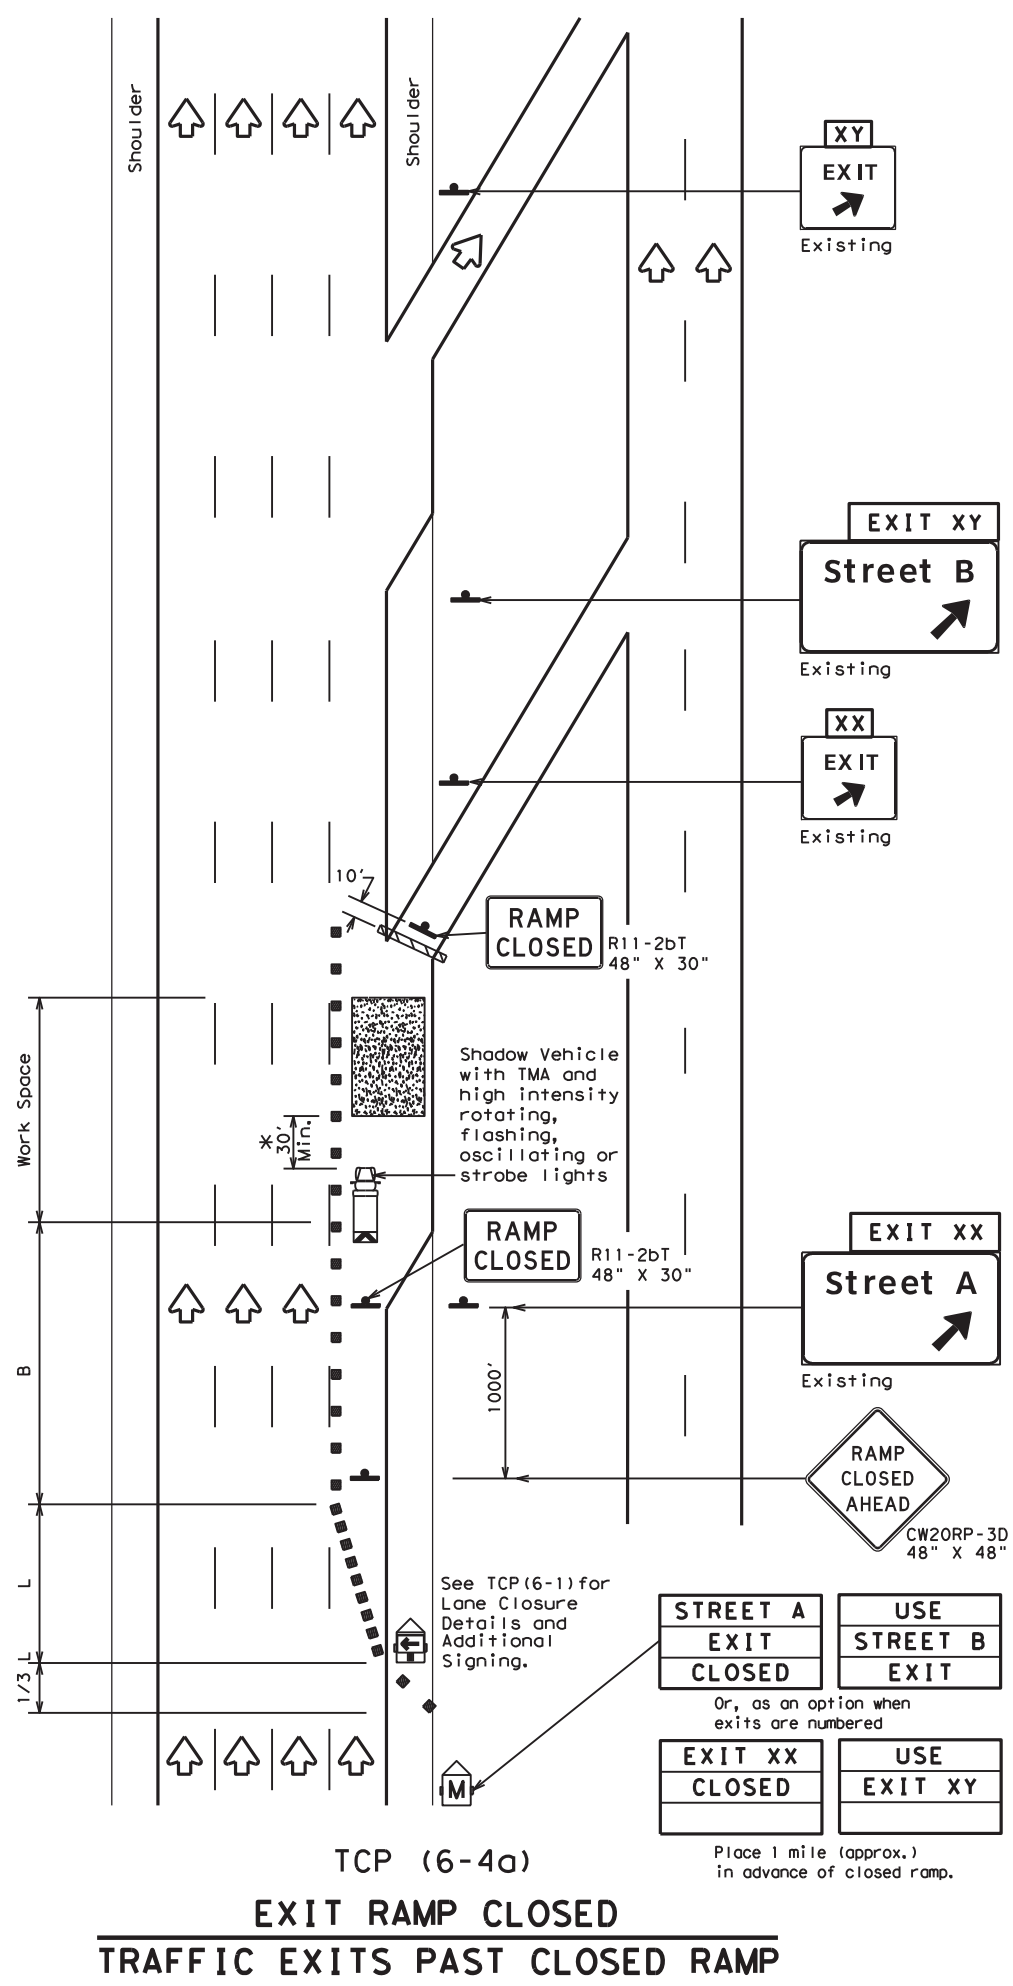 Shoulder
Shoulder
XY
EXIT
Existing
EXIT XY
Street B
Existing
XX
EXIT
Existing
10'
RAMP
CLOSED
R11-2bT
48" X 30"
Work Space
*
30'
Min.
Shadow Vehicle
with TMA and
high intensity
rotating,
flashing,
oscillating or
strobe lights
RAMP
CLOSED
R11-2bT
48" X 30"
EXIT XX
Street A
Existing
B
1000'
RAMP
CLOSED
AHEAD
CW20RP-3D
48" X 48"
L
See TCP(6-1)for
Lane Closure
Details and
Additional
Signing.
1/3 L
STREET A
EXIT
CLOSED
USE
STREET B
EXIT
Or, as an option when
exits are numbered
EXIT XX
CLOSED
USE
EXIT XY
M
Place 1 mile (approx.)
in advance of closed ramp.
TCP (6-4a)
EXIT RAMP CLOSED
TRAFFIC EXITS PAST CLOSED RAMP